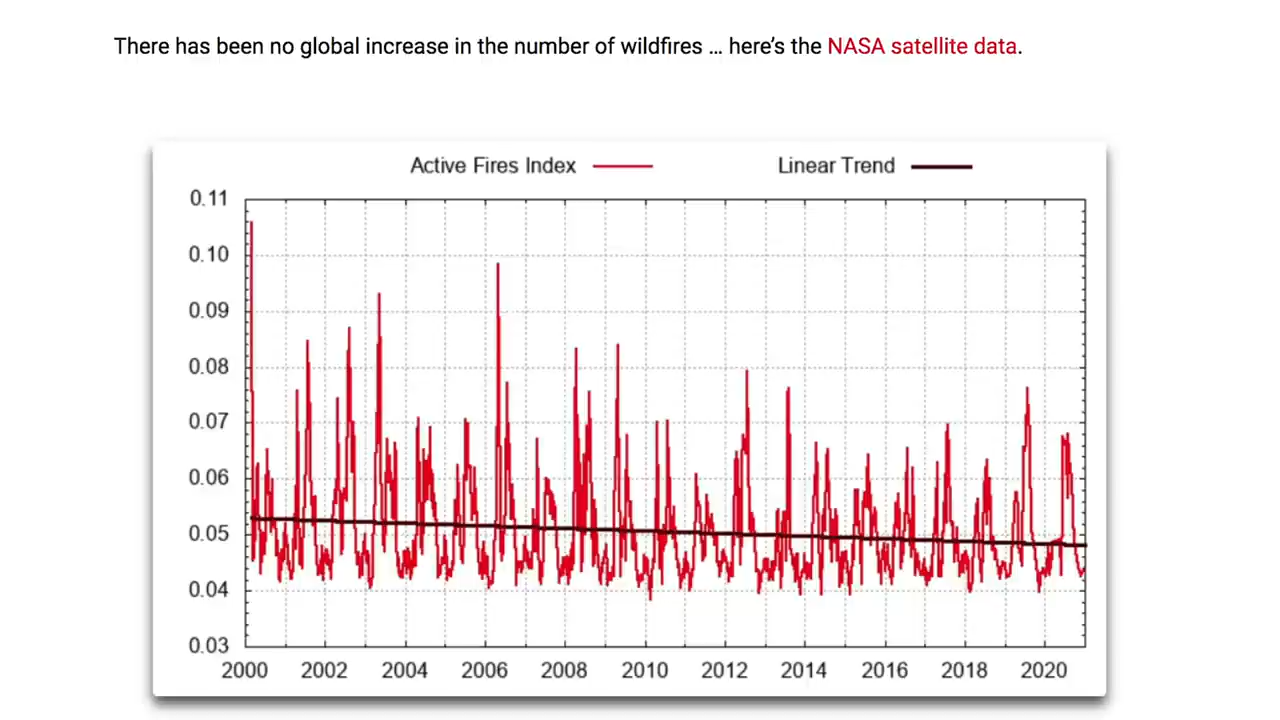 There has been no global increase in the number of wildfires … here’s the NASA satellite data.
Active Fires Index
Linear Trend
0.11
0.10
0.09
0.08
0.07
0.06
0.05
0.04
0.03
2000 2002 2004 2006 2008 2010 2012 2014 2016 2018 2020